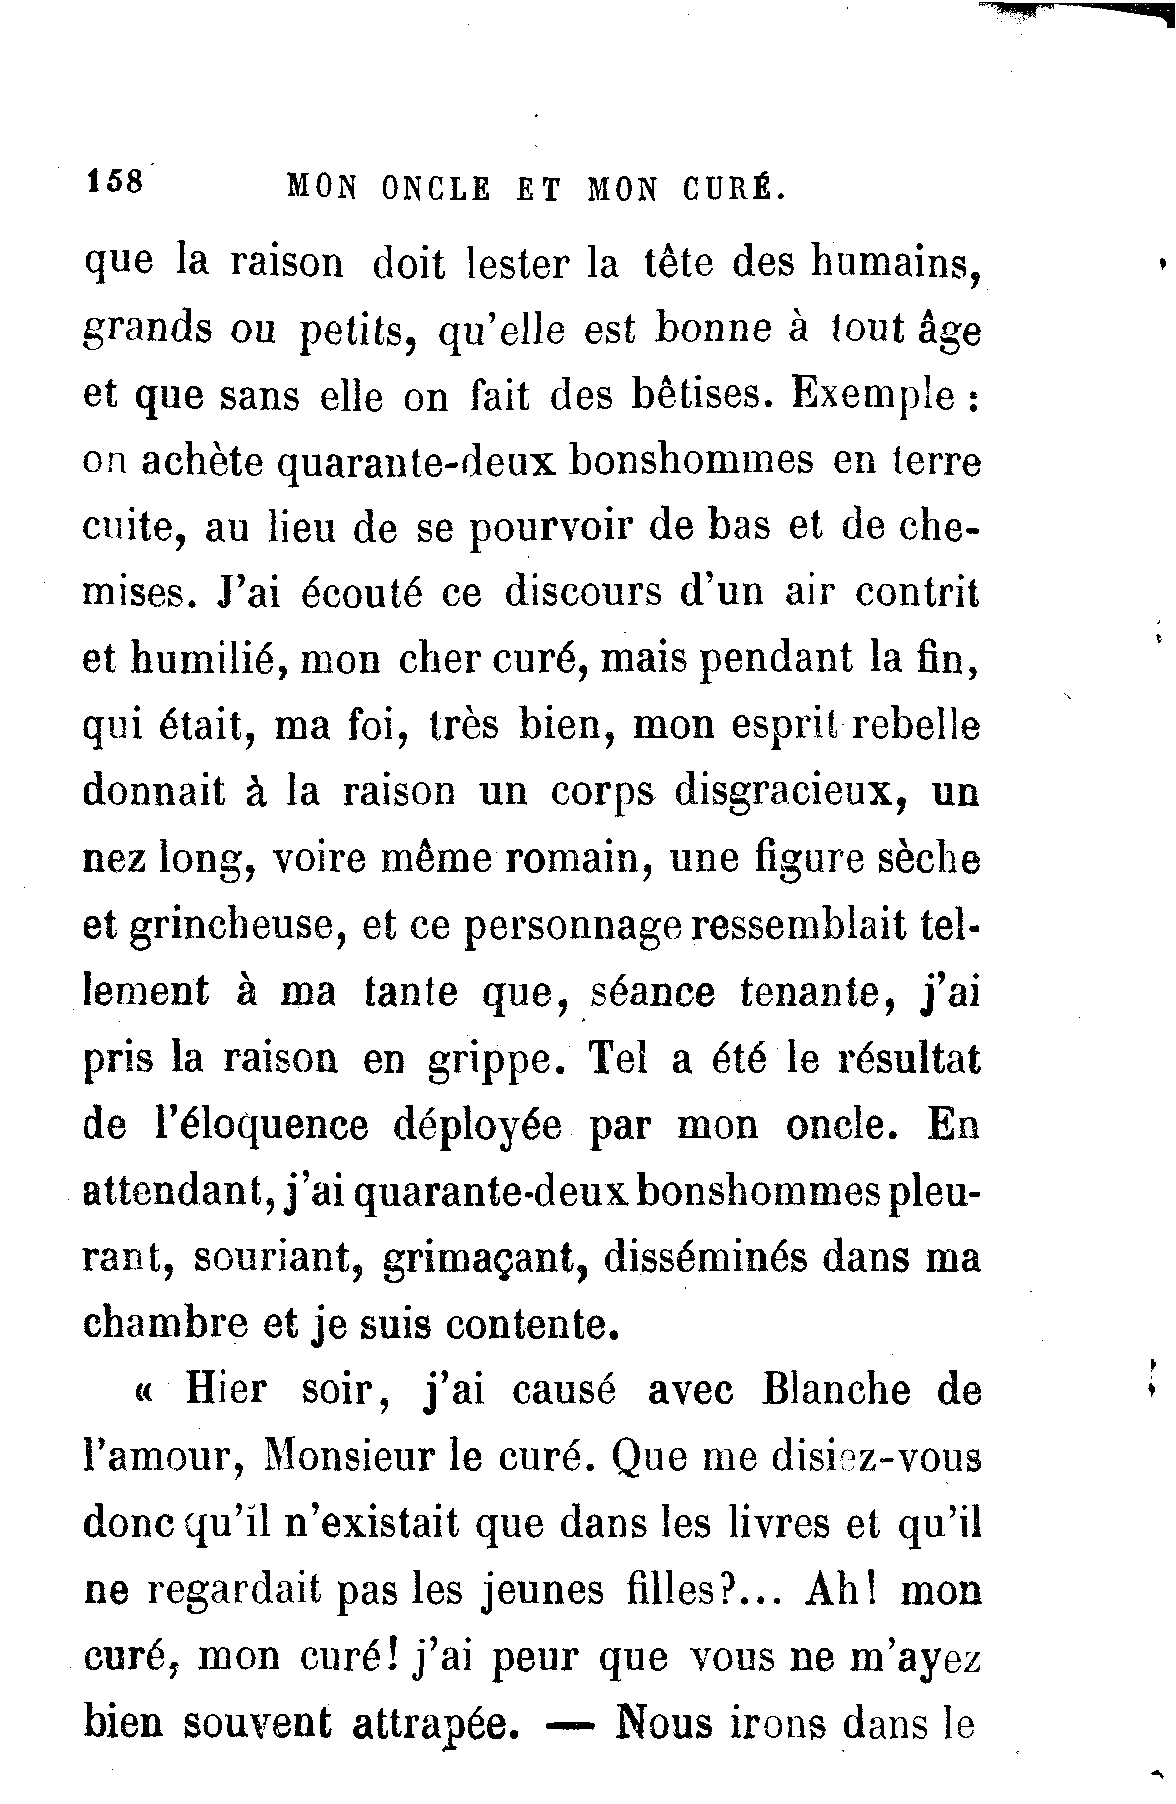 158 MON ONCLE ET MON CURÉ.
que la raison doit lester la tête des humains,
grands ou petits, qu'elle est bonne à tout âge
et que sans elle on fait des bêtises. Exemple :
on achète quarante-deux bonshommes en terre
cuite, au lieu de se pourvoir de bas et de che-
mises. J'ai écouté ce discours d'un air contrit
et humilié, mon cher curé, mais pendant la fin,
qui était, ma foi, très bien, mon esprit rebelle
donnait à la raison un corps disgracieux, un
nez long, voire même romain, une figure sèche
et grincheuse, et ce personnage ressemblait tel-
lement à ma tante que, séance tenante, j'ai
pris la raison en grippe. Tel a été le résultat
de l'éloquence déployée par mon oncle. En
attendant, j'ai quarante-deux bonshommes pleu-
rant, souriant, grimaçant, disséminés dans ma
chambre et je suis contente.
« Hier soir, j'ai causé avec Blanche de
l'amour, Monsieur le curé. Que me disiez-vous
donc qu'il n'existait que dans les livres et qu'il
ne regardait pas les jeunes filles?... Ah! mon
curé, mon curé! j'ai peur que vous ne m'ayez
bien souvent attrapée. — Nous irons dans le